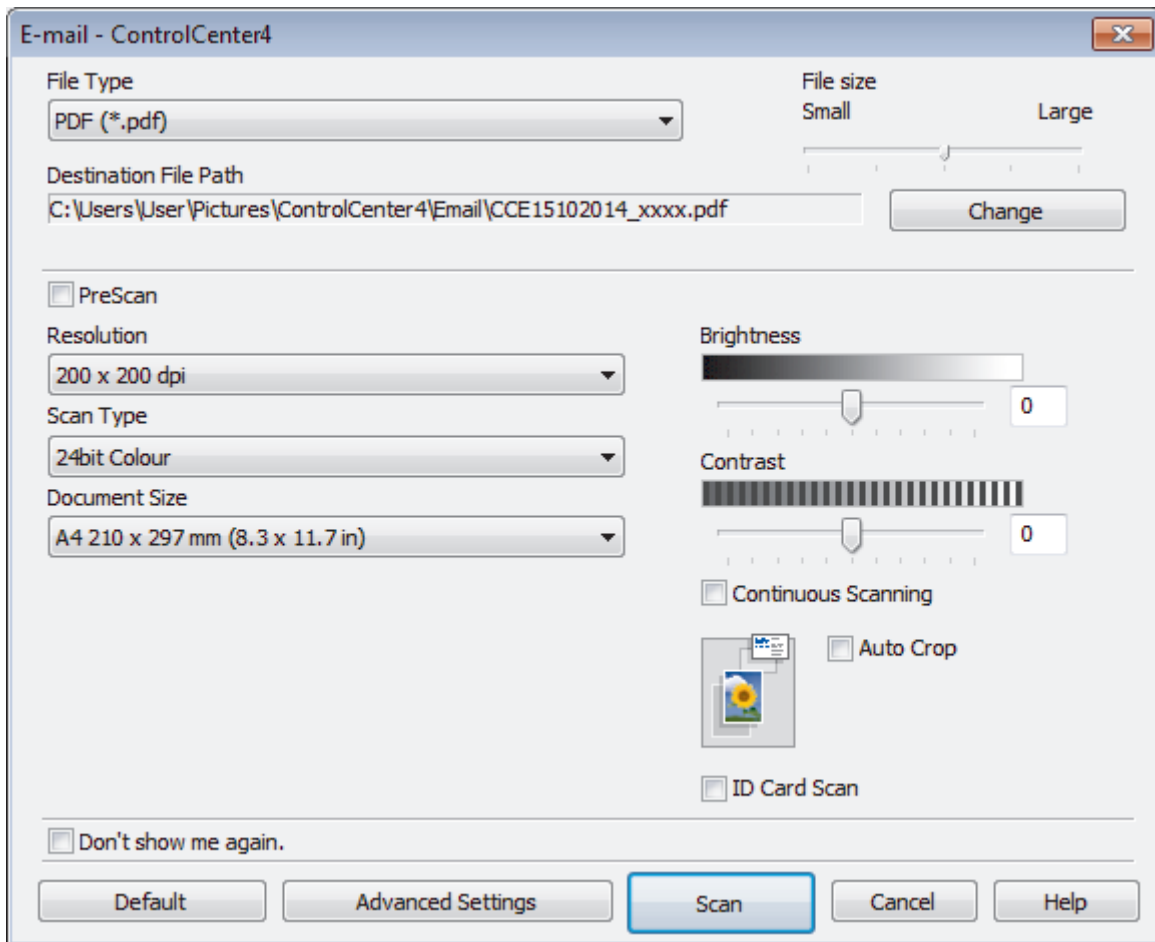 E-mail - ControlCenter4
File Type
PDF (*.pdf)
File size
Small Large
Destination File Path
C:\Users\User\Pictures\ControlCenter4\Email\CCE15102014_xxxx.pdf
Change
PreScan
Resolution
200 x 200 dpi
Scan Type
24bit Colour
Document Size
A4 210 x 297 mm (8.3 x 11.7 in)
Brightness
0
Contrast
0
Continuous Scanning
Auto Crop
ID Card Scan
Don't show me again.
Default Advanced Settings Scan Cancel Help